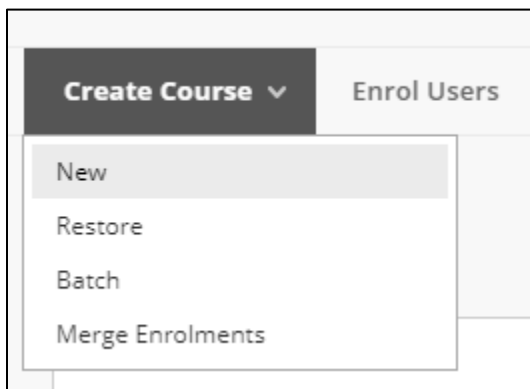 Create Course Enrol Users
New
Restore
Batch
Merge Enrolments